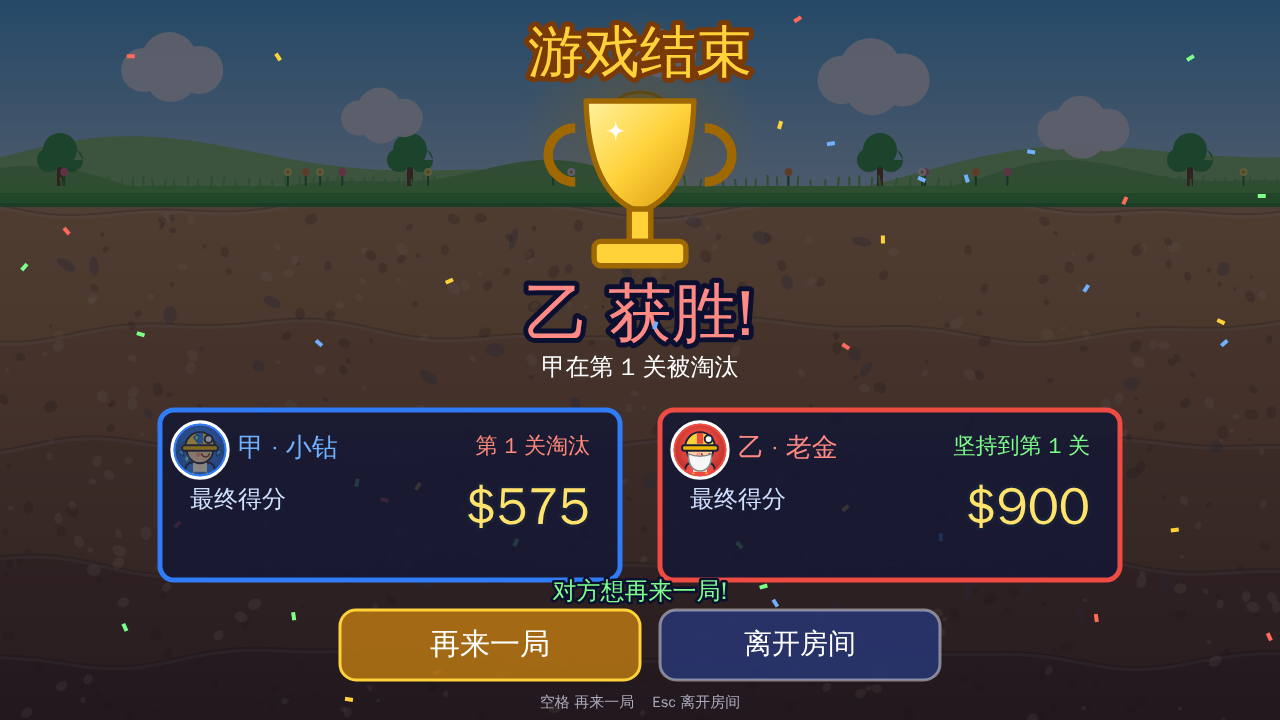 游戏结束
乙 获胜!
甲在第 1 关被淘汰
甲 · 小钻
第 1 关淘汰
最终得分
$575
乙 · 老金
坚持到第 1 关
最终得分
$900
对方想再来一局!
再来一局
离开房间
空格 再来一局 Esc 离开房间